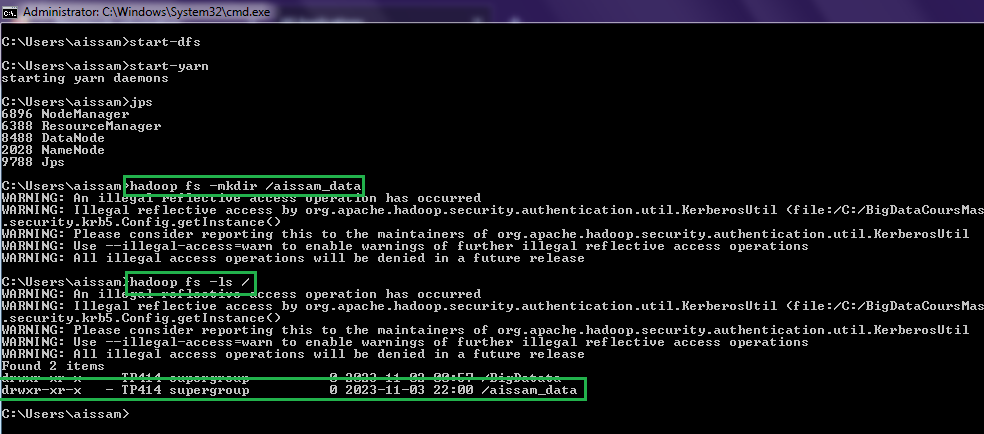 Administrator: C:\Windows\System32\cmd.exe
C:\Users\aissam>start-dfs
C:\Users\aissam>start-yarn
starting yarn daemons
C:\Users\aissam>jps
6896 NodeManager
6388 ResourceManager
8488 DataNode
2028 NameNode
9788 Jps
C:\Users\aissam>hadoop fs -mkdir /aissam_data
WARNING: An illegal reflective access operation has occurred
WARNING: Illegal reflective access by org.apache.hadoop.security.authentication.util.KerberosUtil (file:/C:/BigDataCoursMas
.security.krb5.Config.getInstance()
WARNING: Please consider reporting this to the maintainers of org.apache.hadoop.security.authentication.util.KerberosUtil
WARNING: Use --illegal-access=warn to enable warnings of further illegal reflective access operations
WARNING: All illegal access operations will be denied in a future release
C:\Users\aissam>hadoop fs -ls /
WARNING: An illegal reflective access operation has occurred
WARNING: Illegal reflective access by org.apache.hadoop.security.authentication.util.KerberosUtil (file:/C:/BigDataCoursMas
.security.krb5.Config.getInstance()
WARNING: Please consider reporting this to the maintainers of org.apache.hadoop.security.authentication.util.KerberosUtil
WARNING: Use --illegal-access=warn to enable warnings of further illegal reflective access operations
WARNING: All illegal access operations will be denied in a future release
Found 2 items
drwxr-xr-x - TP414 supergroup 0 /BigDatata
drwxr-xr-x - TP414 supergroup 0 2023-11-03 22:00 /aissam_data
C:\Users\aissam>